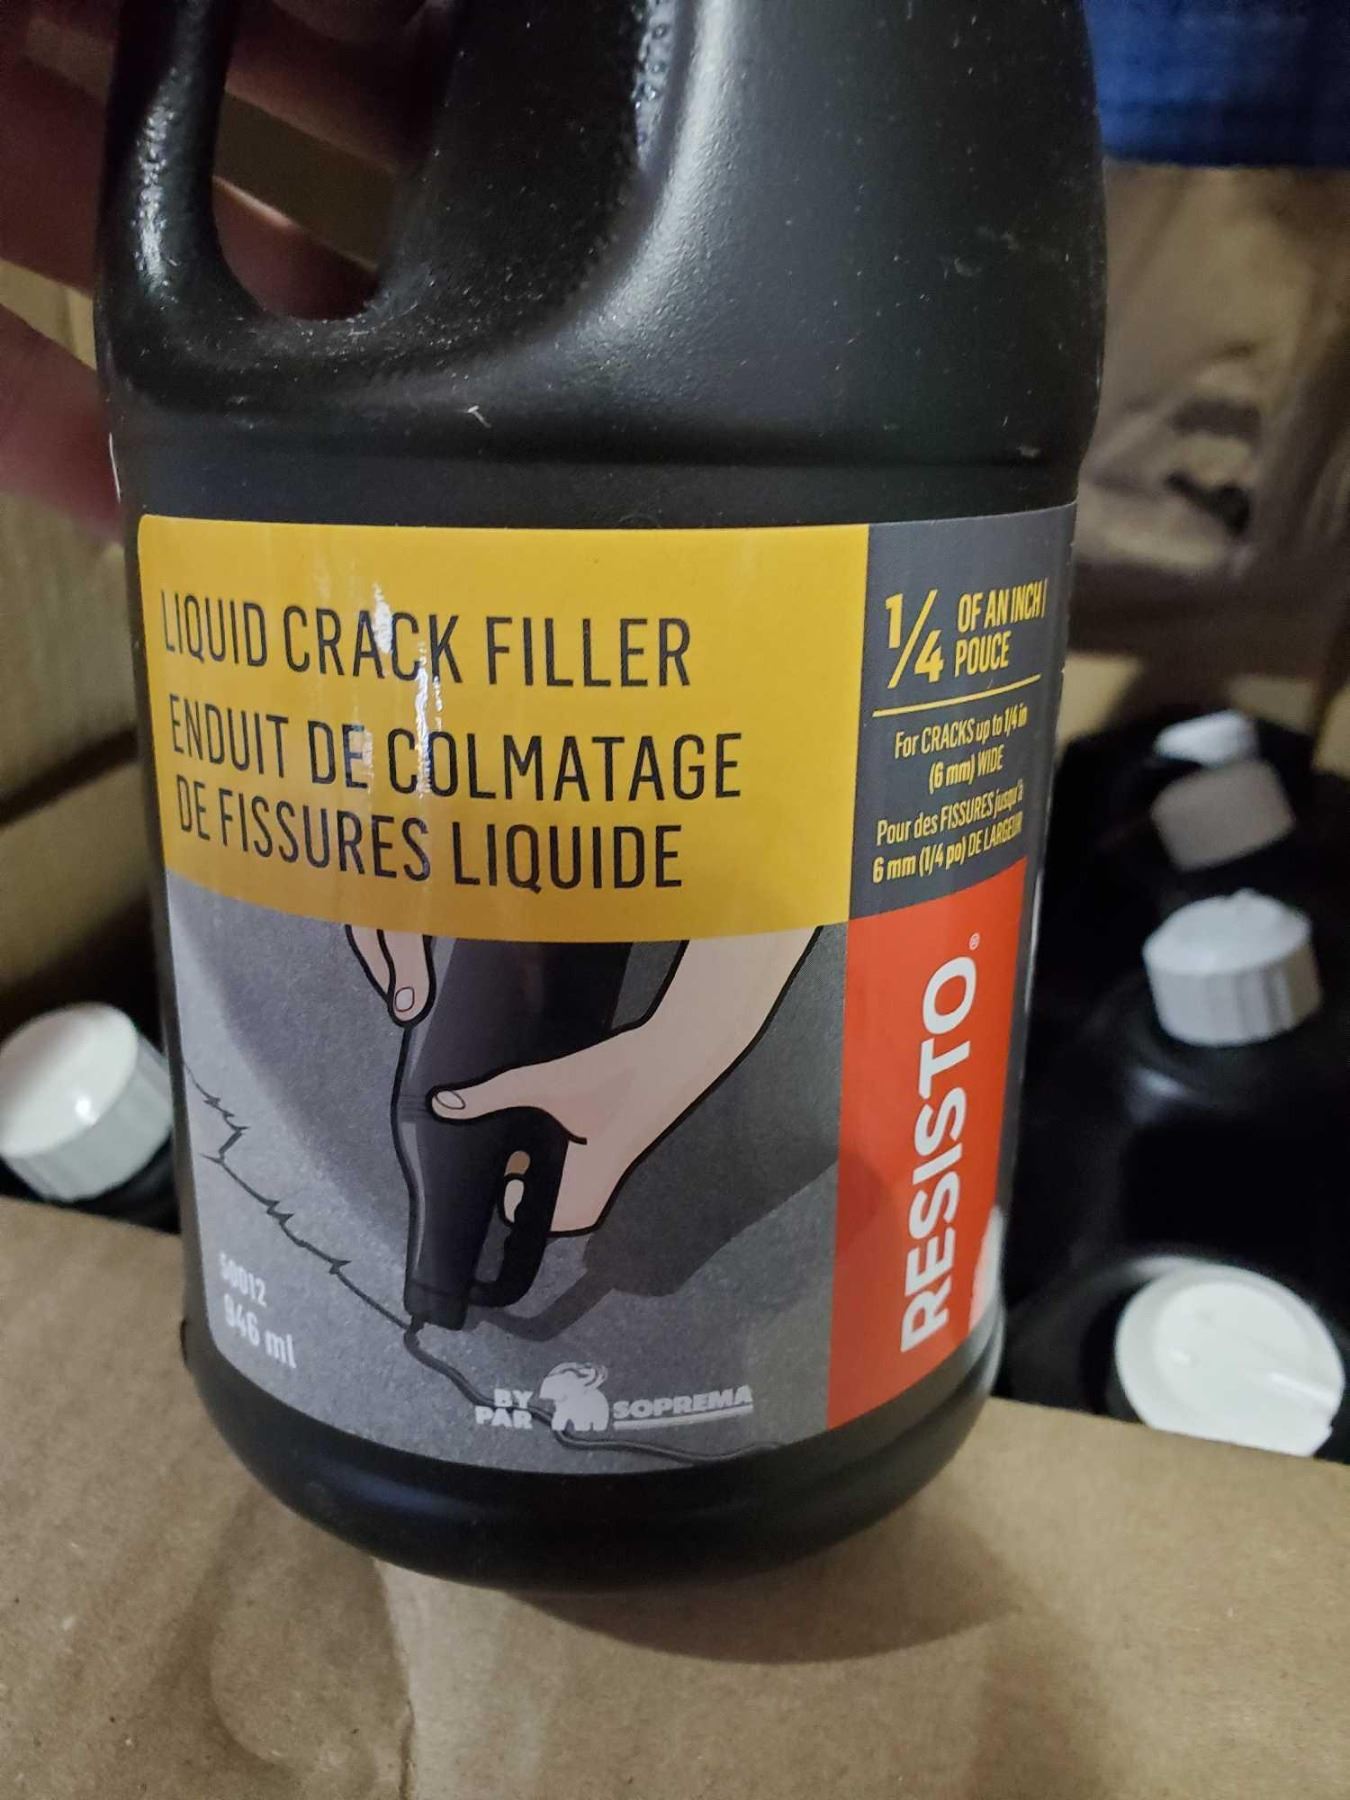 LIQUID CRACK FILLER
ENDUIT DE COLMATAGE
DE FISSURES LIQUIDE
1/4 OF AN INCH |
POUCE
For CRACKS up to 1/4 in
(6 mm) WIDE
Pour des FISSURES jusqu'à
6 mm (1/4 po) DE LARGEUR
RESISTO®
50012
946 ml
BY
PAR
SOPREMA